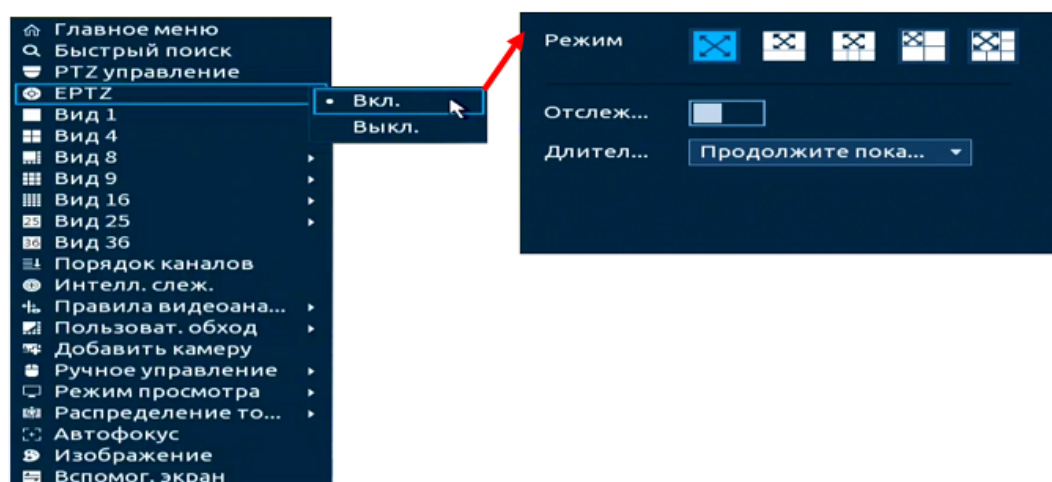 Главное меню
Быстрый поиск
PTZ управление
EPTZ
Вид 1
Вид 4
Вид 8
Вид 9
Вид 16
25 Вид 25
36 Вид 36
Порядок каналов
Интелл. слеж.
Правила видеоана...
Пользоват. обход
Добавить камеру
Ручное управление
Режим просмотра
Распределение то...
Автофокус
Изображение
Вспомог. экран
• Вкл.
Выкл.
Режим
Отслеж...
Длител... Продолжите пока...